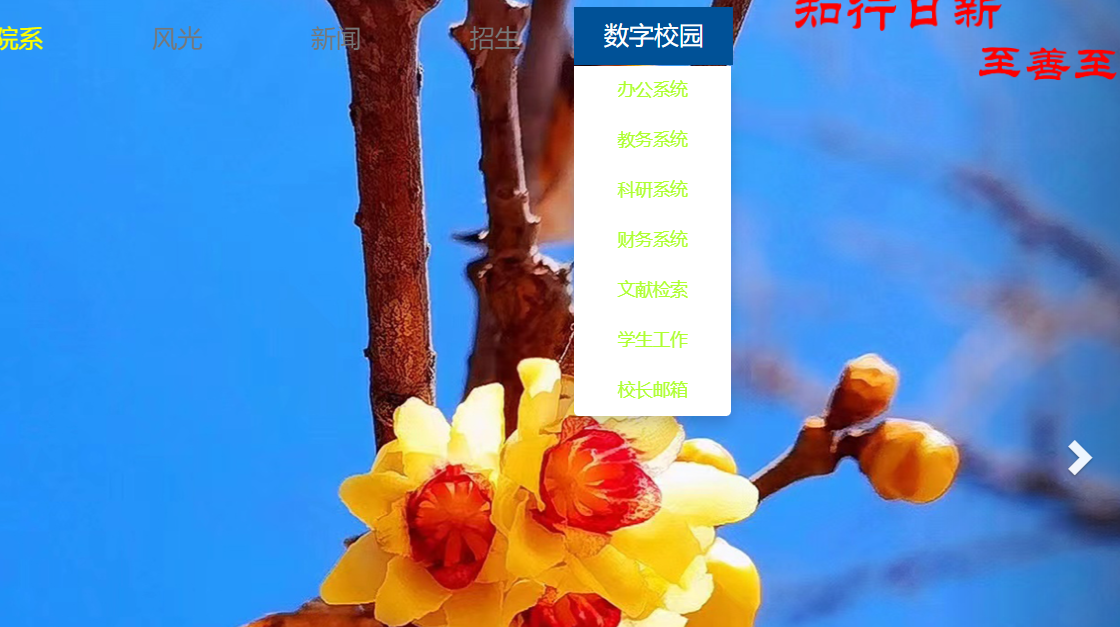 院系
风光
新闻
招生
数字校园
知行日新
至善至
办公系统
教务系统
科研系统
财务系统
文献检索
学生工作
校长邮箱